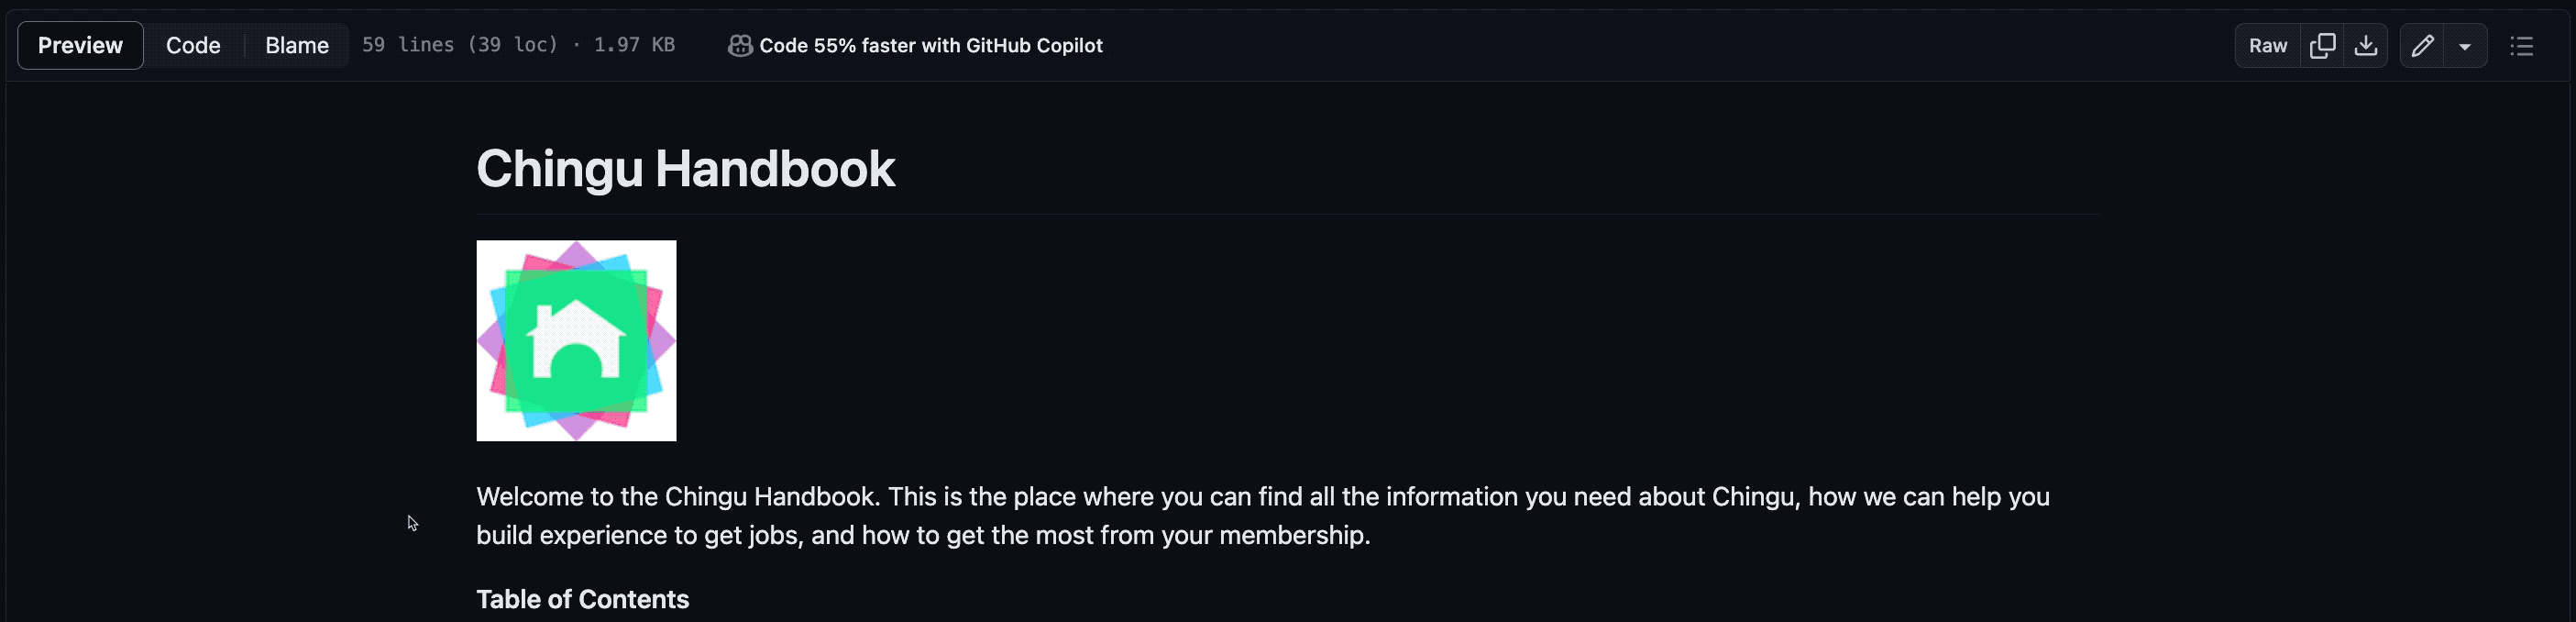 Preview Code Blame 59 lines (39 loc) · 1.97 KB Code 55% faster with GitHub Copilot Raw
Chingu Handbook
Welcome to the Chingu Handbook. This is the place where you can find all the information you need about Chingu, how we can help you
build experience to get jobs, and how to get the most from your membership.
Table of Contents